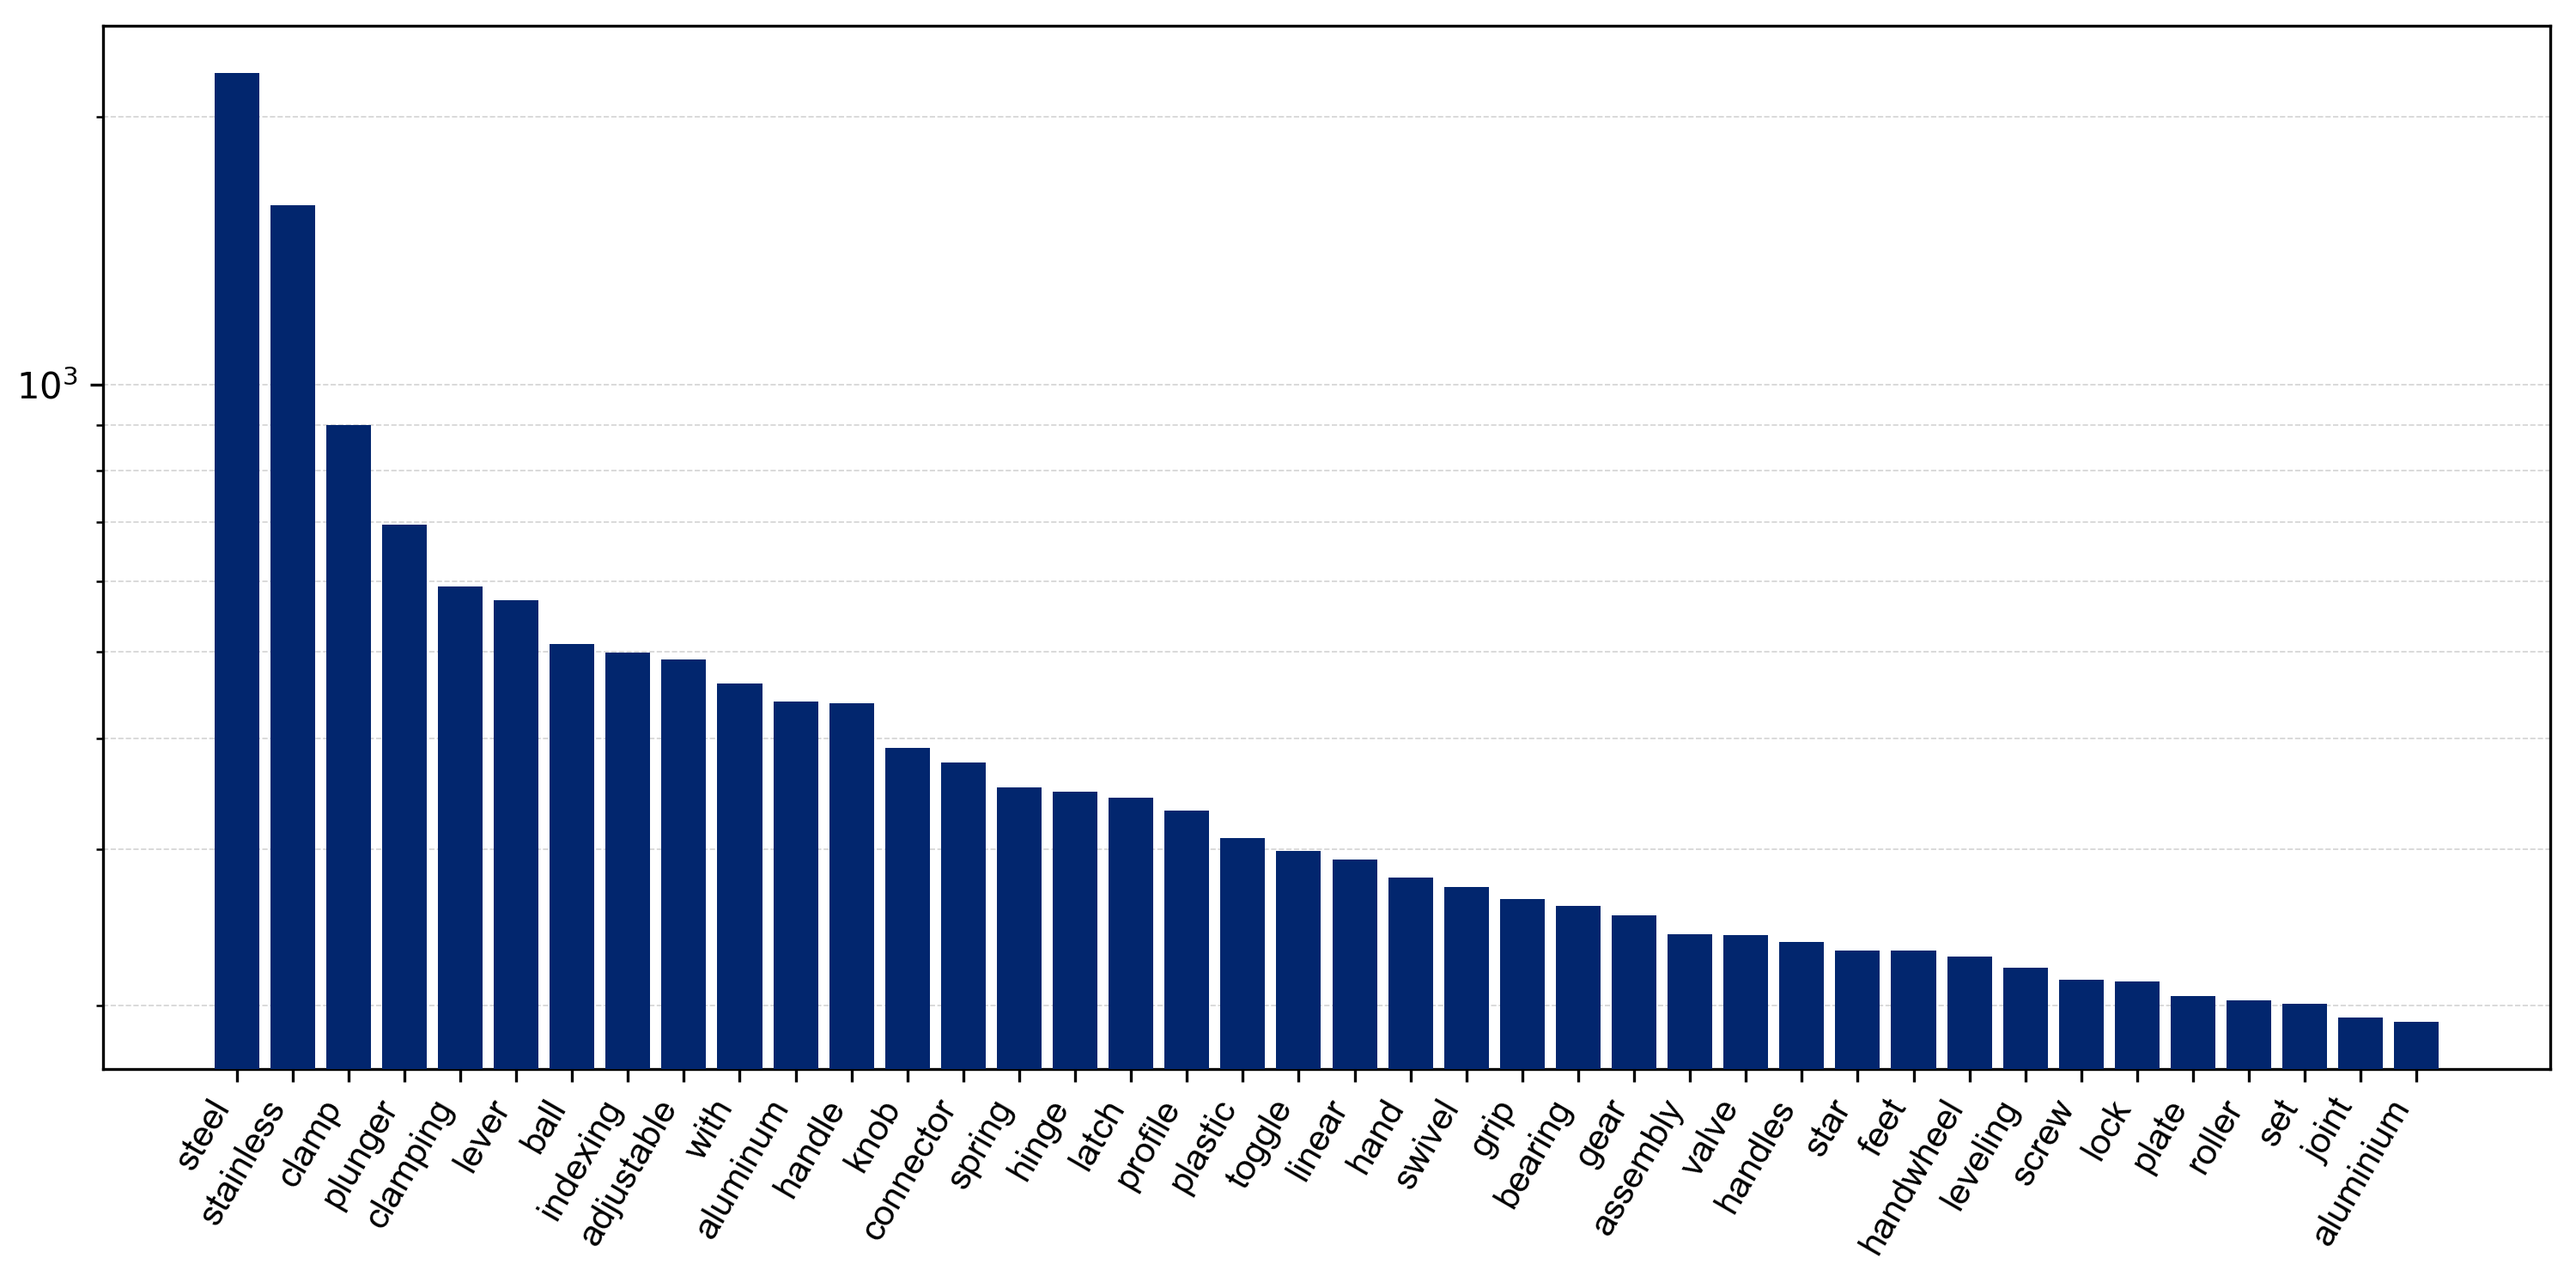 10³
steel
stainless
clamp
plunger
clamping
lever
ball
indexing
adjustable
with
aluminum
handle
knob
connector
spring
hinge
latch
profile
plastic
toggle
linear
hand
swivel
grip
bearing
gear
assembly
valve
handles
star
feet
handwheel
leveling
screw
lock
plate
roller
set
joint
aluminium